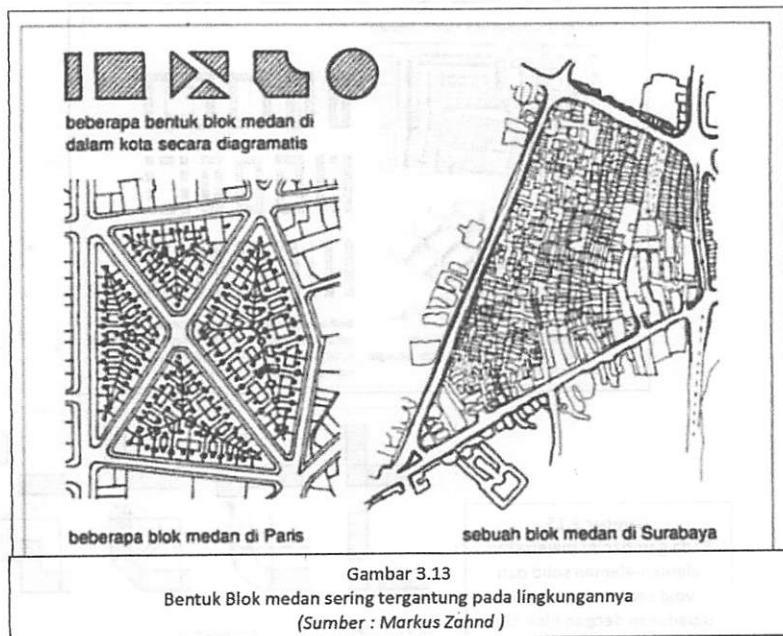 beberapa bentuk blok medan di
dalam kota secara diagramatis
beberapa blok medan di Paris
sebuah blok medan di Surabaya
Gambar 3.13
Bentuk Blok medan sering tergantung pada lingkungannya
(Sumber : Markus Zahnd )